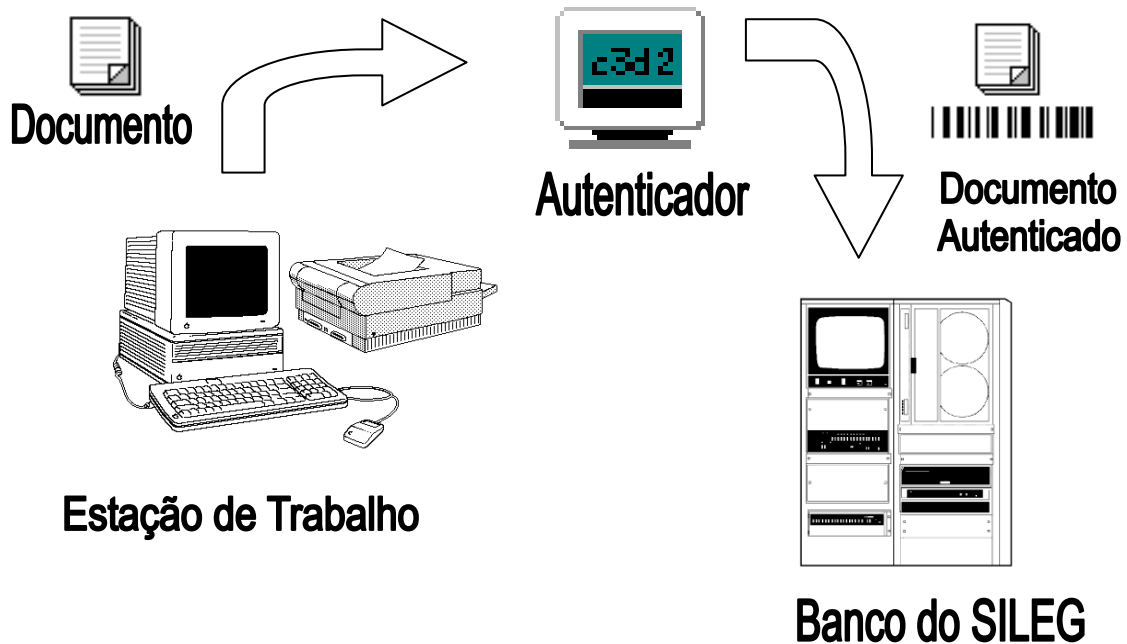 Documento
c3d2
Autenticador
Documento
Autenticado
Estação de Trabalho
Banco do SILEG